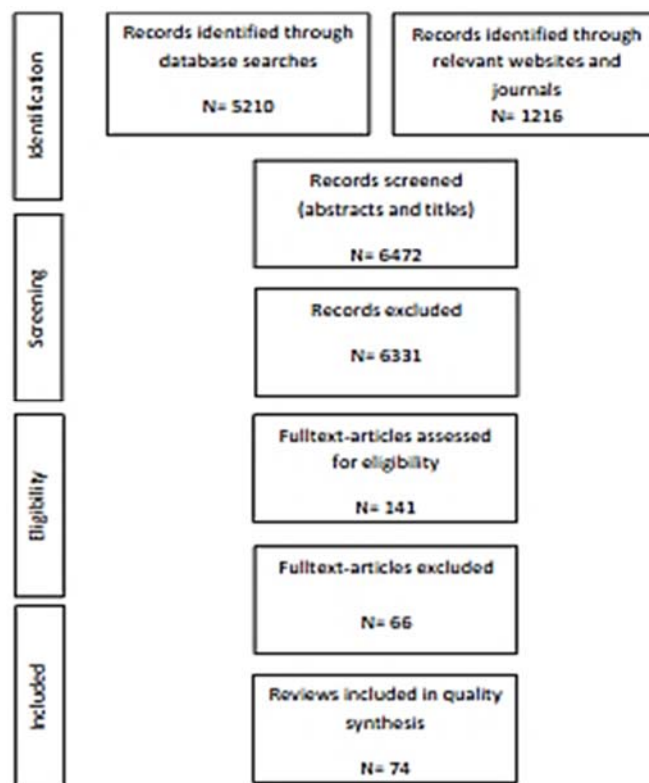 Identification
Records identified through
database searches
N= 5210
Records identified through
relevant websites and
journals
N= 1216
Screening
Records screened
(abstracts and titles)
N= 6472
Records excluded
N= 6331
Eligibility
Fulltext-articles assessed
for eligibility
N= 141
Fulltext-articles excluded
N= 66
Included
Reviews included in quality
synthesis
N= 74